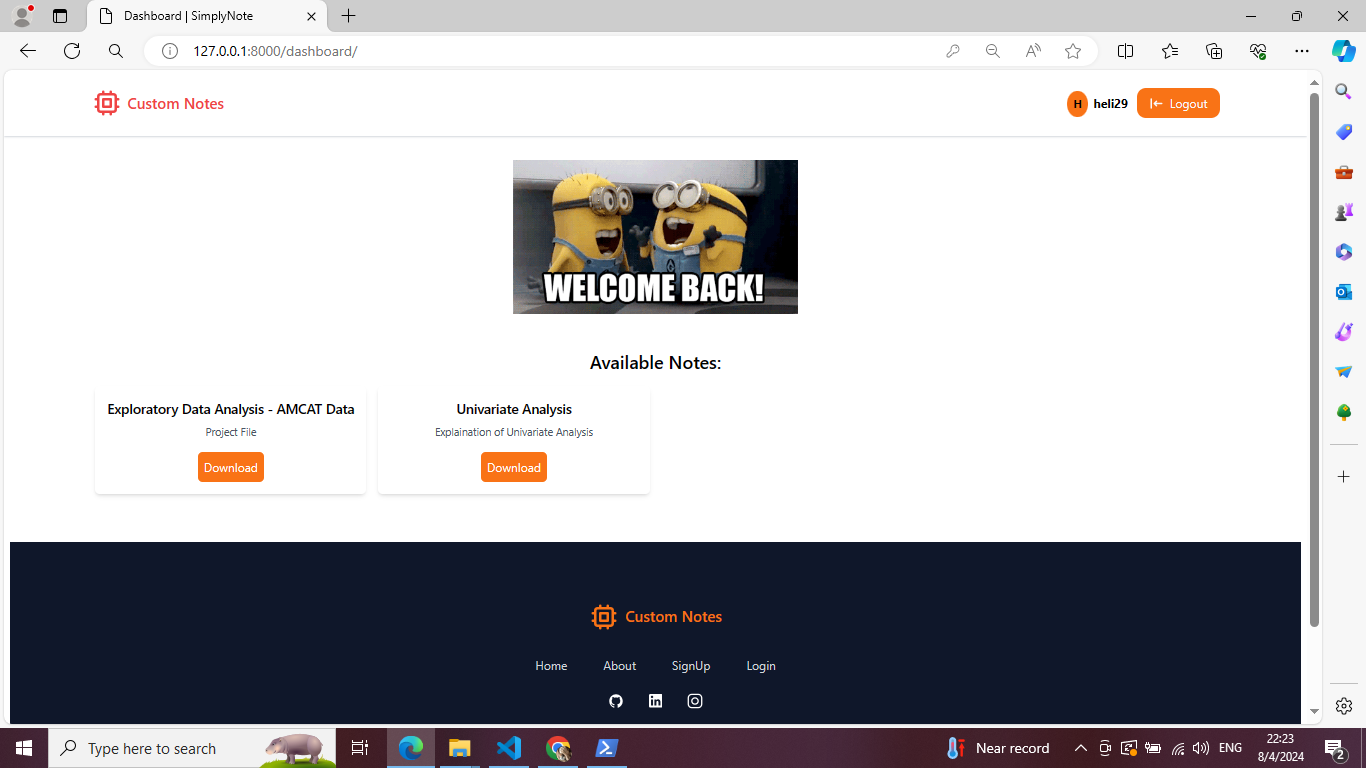 Dashboard | SimplyNote
127.0.0.1:8000/dashboard/
Custom Notes
H heli29 Logout
WELCOME BACK!
Available Notes:
Exploratory Data Analysis - AMCAT Data
Project File
Download
Univariate Analysis
Explaination of Univariate Analysis
Download
Custom Notes
Home About SignUp Login
Type here to search
Near record
ENG
22:23
8/4/2024
2